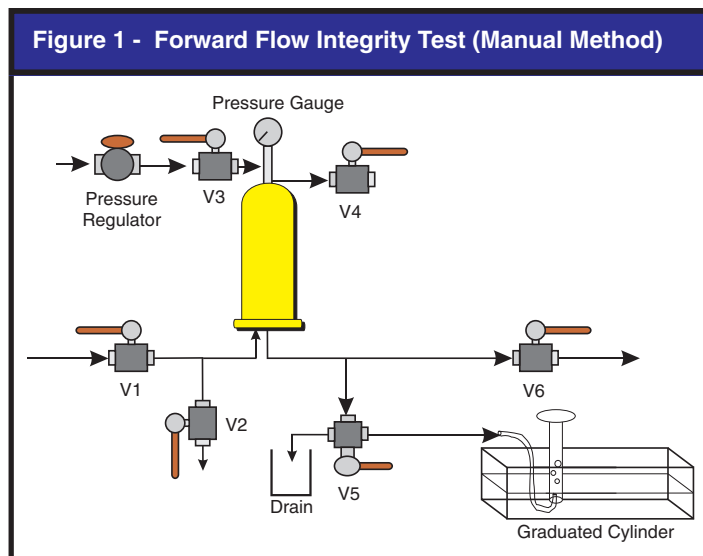 Figure 1 - Forward Flow Integrity Test (Manual Method)
Pressure Gauge
Pressure
Regulator
V3
V4
V1
V2
V6
V5
Drain
Graduated Cylinder